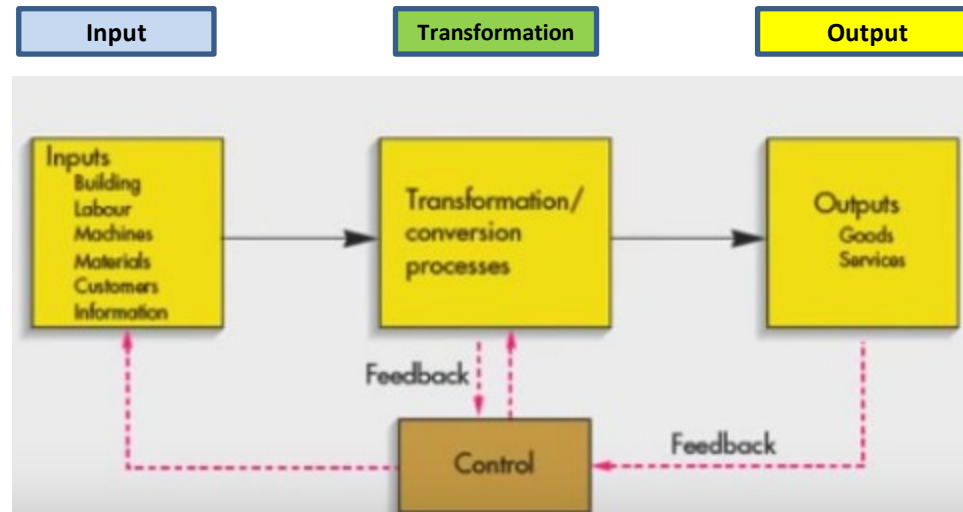 Input
Transformation
Output
Inputs
Building
Labour
Machines
Materials
Customers
Information
Transformation/
conversion
processes
Outputs
Goods
Services
Feedback
Control
Feedback